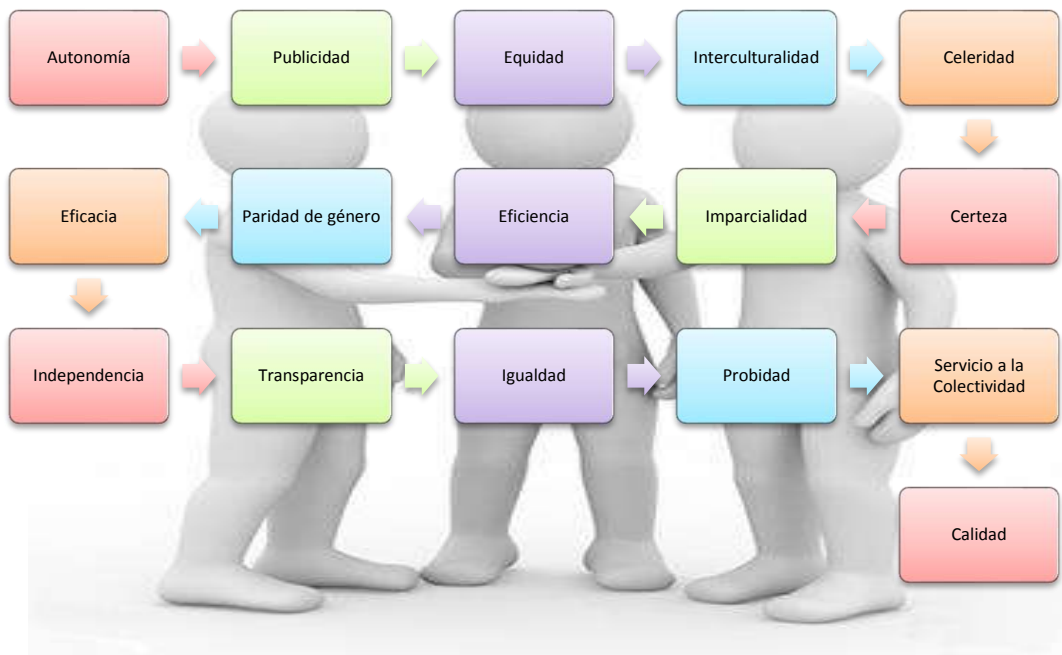 Autonomía
Publicidad
Equidad
Interculturalidad
Celeridad
Certeza
Imparcialidad
Eficiencia
Paridad de género
Eficacia
Independencia
Transparencia
Igualdad
Probidad
Servicio a la
Colectividad
Calidad